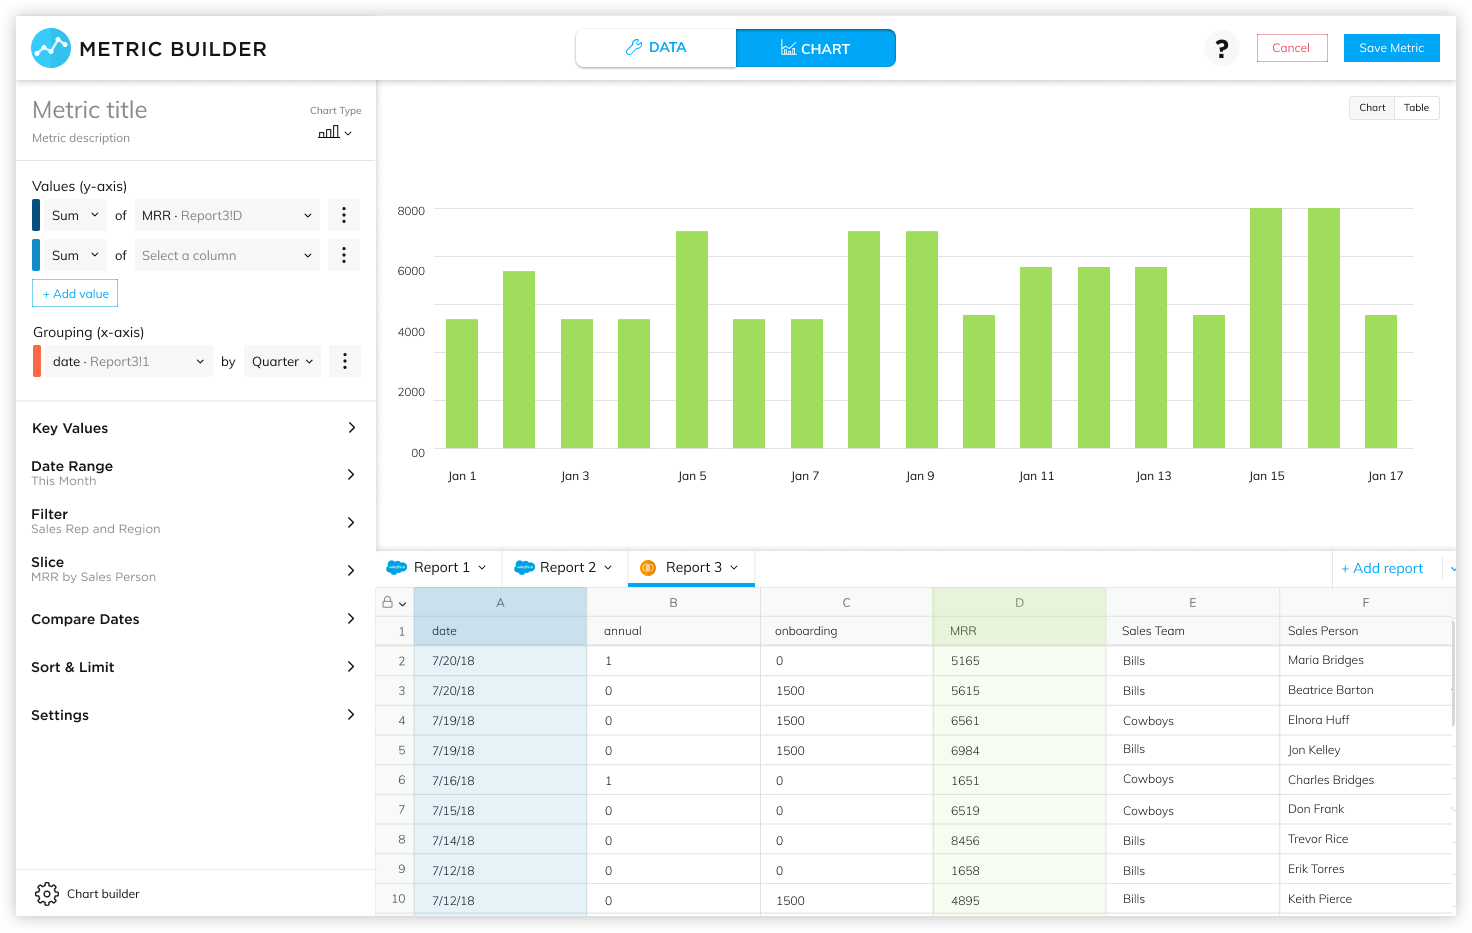 METRIC BUILDER
DATA
CHART
?
Cancel
Save Metric
Metric title
Chart Type
Metric description
Values (y-axis)
Sum of MRR · Report3!D
Sum of Select a column
+ Add value
Grouping (x-axis)
date · Report3!1 by Quarter
Key Values
Date Range
This Month
Filter
Sales Rep and Region
Slice
MRR by Sales Person
Compare Dates
Sort & Limit
Settings
Chart builder
Chart Table
8000
6000
4000
2000
00
Jan 1 Jan 3 Jan 5 Jan 7 Jan 9 Jan 11 Jan 13 Jan 15 Jan 17
Report 1 Report 2 Report 3 + Add report
A B C D E F
1 date annual onboarding MRR Sales Team Sales Person
2 7/20/18 1 0 5165 Bills Maria Bridges
3 7/20/18 0 1500 5615 Bills Beatrice Barton
4 7/19/18 0 1500 6561 Cowboys Elnora Huff
5 7/19/18 0 1500 6984 Bills Jon Kelley
6 7/16/18 1 0 1651 Cowboys Charles Bridges
7 7/15/18 0 0 6519 Cowboys Don Frank
8 7/14/18 0 0 8456 Bills Trevor Rice
9 7/12/18 0 0 1658 Bills Erik Torres
10 7/12/18 0 1500 4895 Bills Keith Pierce